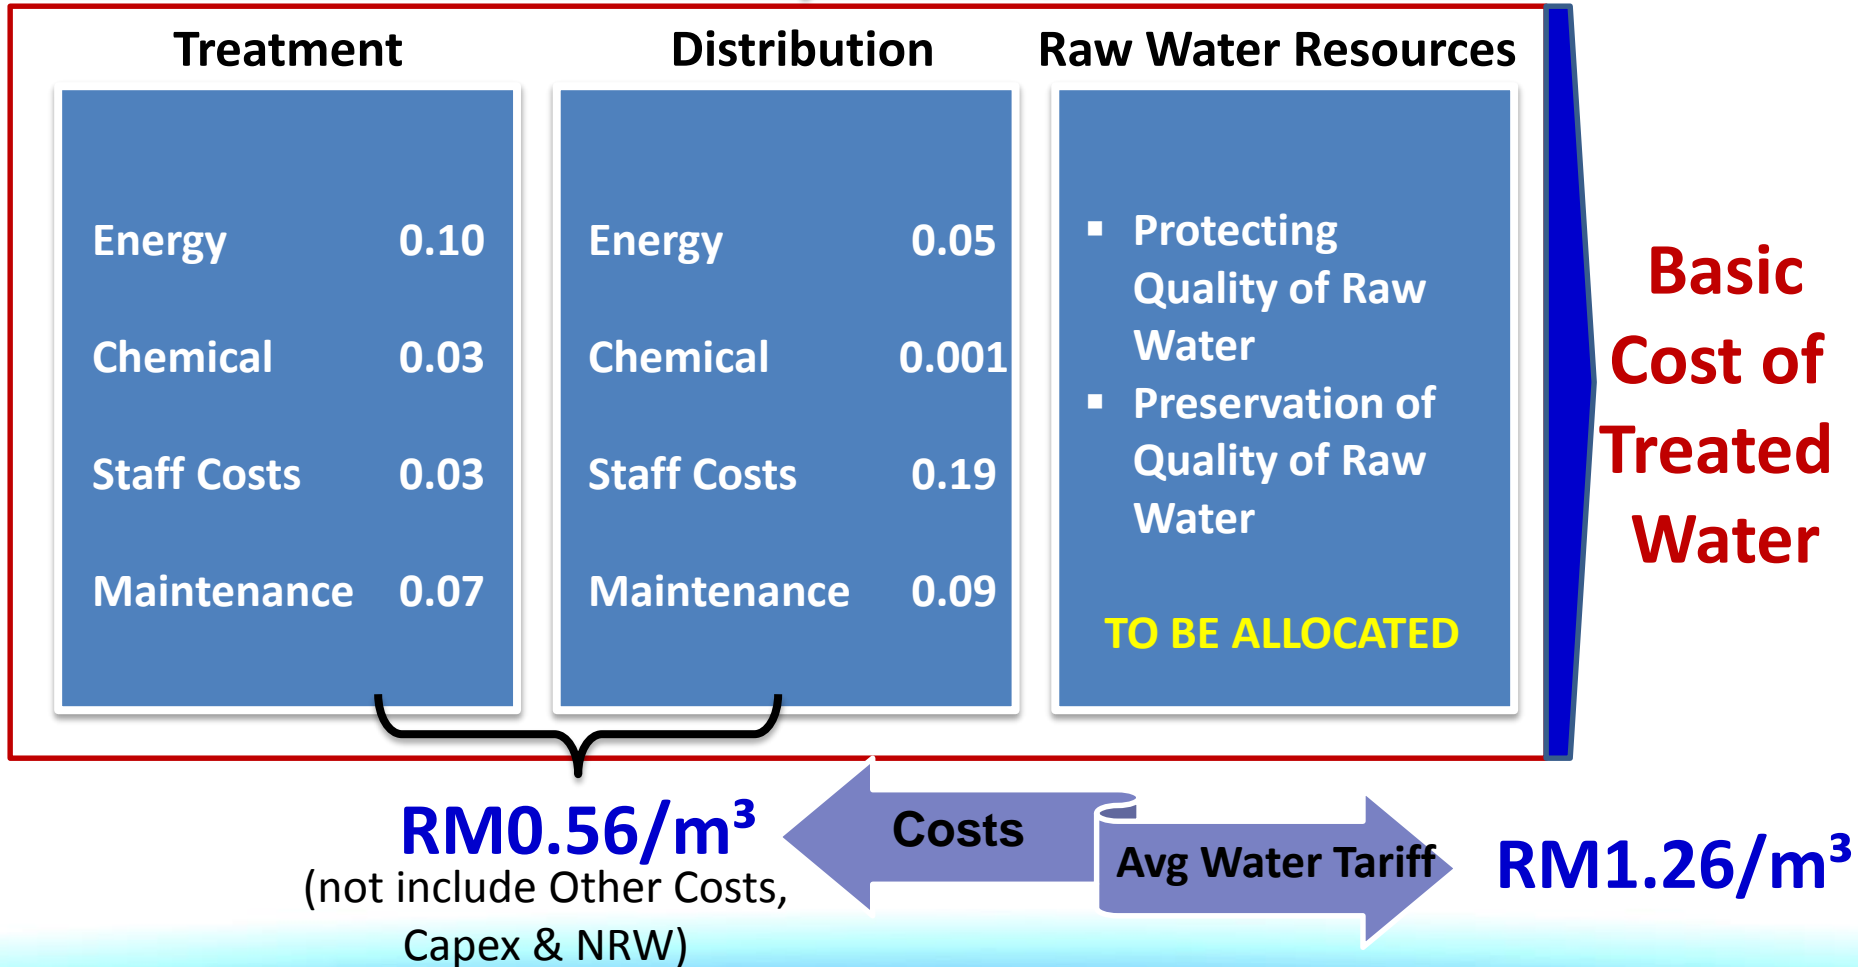 Treatment
Energy 0.10
Chemical 0.03
Staff Costs 0.03
Maintenance 0.07
Distribution
Energy 0.05
Chemical 0.001
Staff Costs 0.19
Maintenance 0.09
Raw Water Resources
▪ Protecting
Quality of Raw
Water
▪ Preservation of
Quality of Raw
Water
TO BE ALLOCATED
Basic
Cost of
Treated
Water
RM0.56/m³
(not include Other Costs,
Capex & NRW)
Costs
Avg Water Tariff
RM1.26/m³